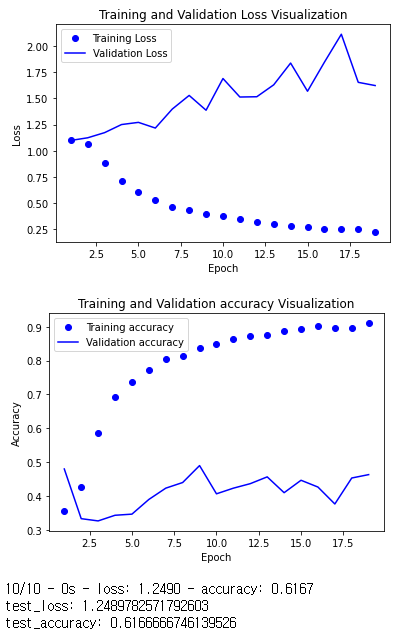 Training and Validation Loss Visualization
Training Loss
Validation Loss
2.00
1.75
1.50
1.25
1.00
0.75
0.50
0.25
Loss
2.5 5.0 7.5 10.0 12.5 15.0 17.5
Epoch
Training and Validation accuracy Visualization
Training accuracy
Validation accuracy
0.9
0.8
0.7
0.6
0.5
0.4
0.3
Accuracy
2.5 5.0 7.5 10.0 12.5 15.0 17.5
Epoch
10/10 - 0s - loss: 1.2490 - accuracy: 0.6167
test_loss: 1.2489782571792603
test_accuracy: 0.6166666746139526